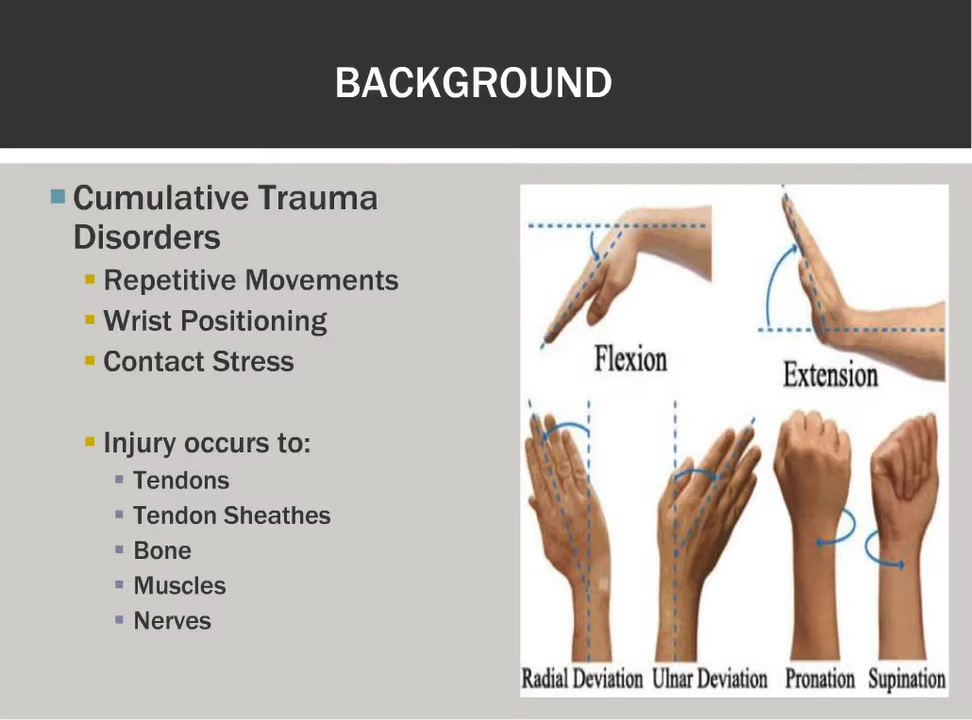 BACKGROUND
Cumulative Trauma
Disorders
Repetitive Movements
Wrist Positioning
Contact Stress
Injury occurs to:
Tendons
Tendon Sheathes
Bone
Muscles
Nerves
Flexion
Extension
Radial Deviation
Ulnar Deviation
Pronation
Supination